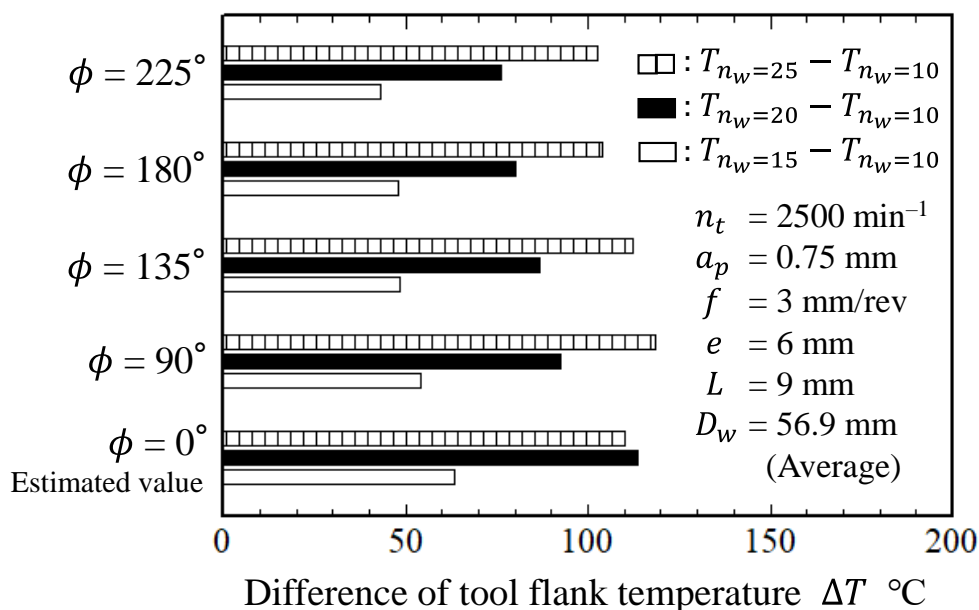 ϕ = 225°
ϕ = 180°
ϕ = 135°
ϕ = 90°
ϕ = 0°
Estimated value
: T_{n_w=25} − T_{n_w=10}
: T_{n_w=20} − T_{n_w=10}
: T_{n_w=15} − T_{n_w=10}
n_t = 2500 min⁻¹
a_p = 0.75 mm
f = 3 mm/rev
e = 6 mm
L = 9 mm
D_w = 56.9 mm
(Average)
0 50 100 150 200
Difference of tool flank temperature ΔT °C